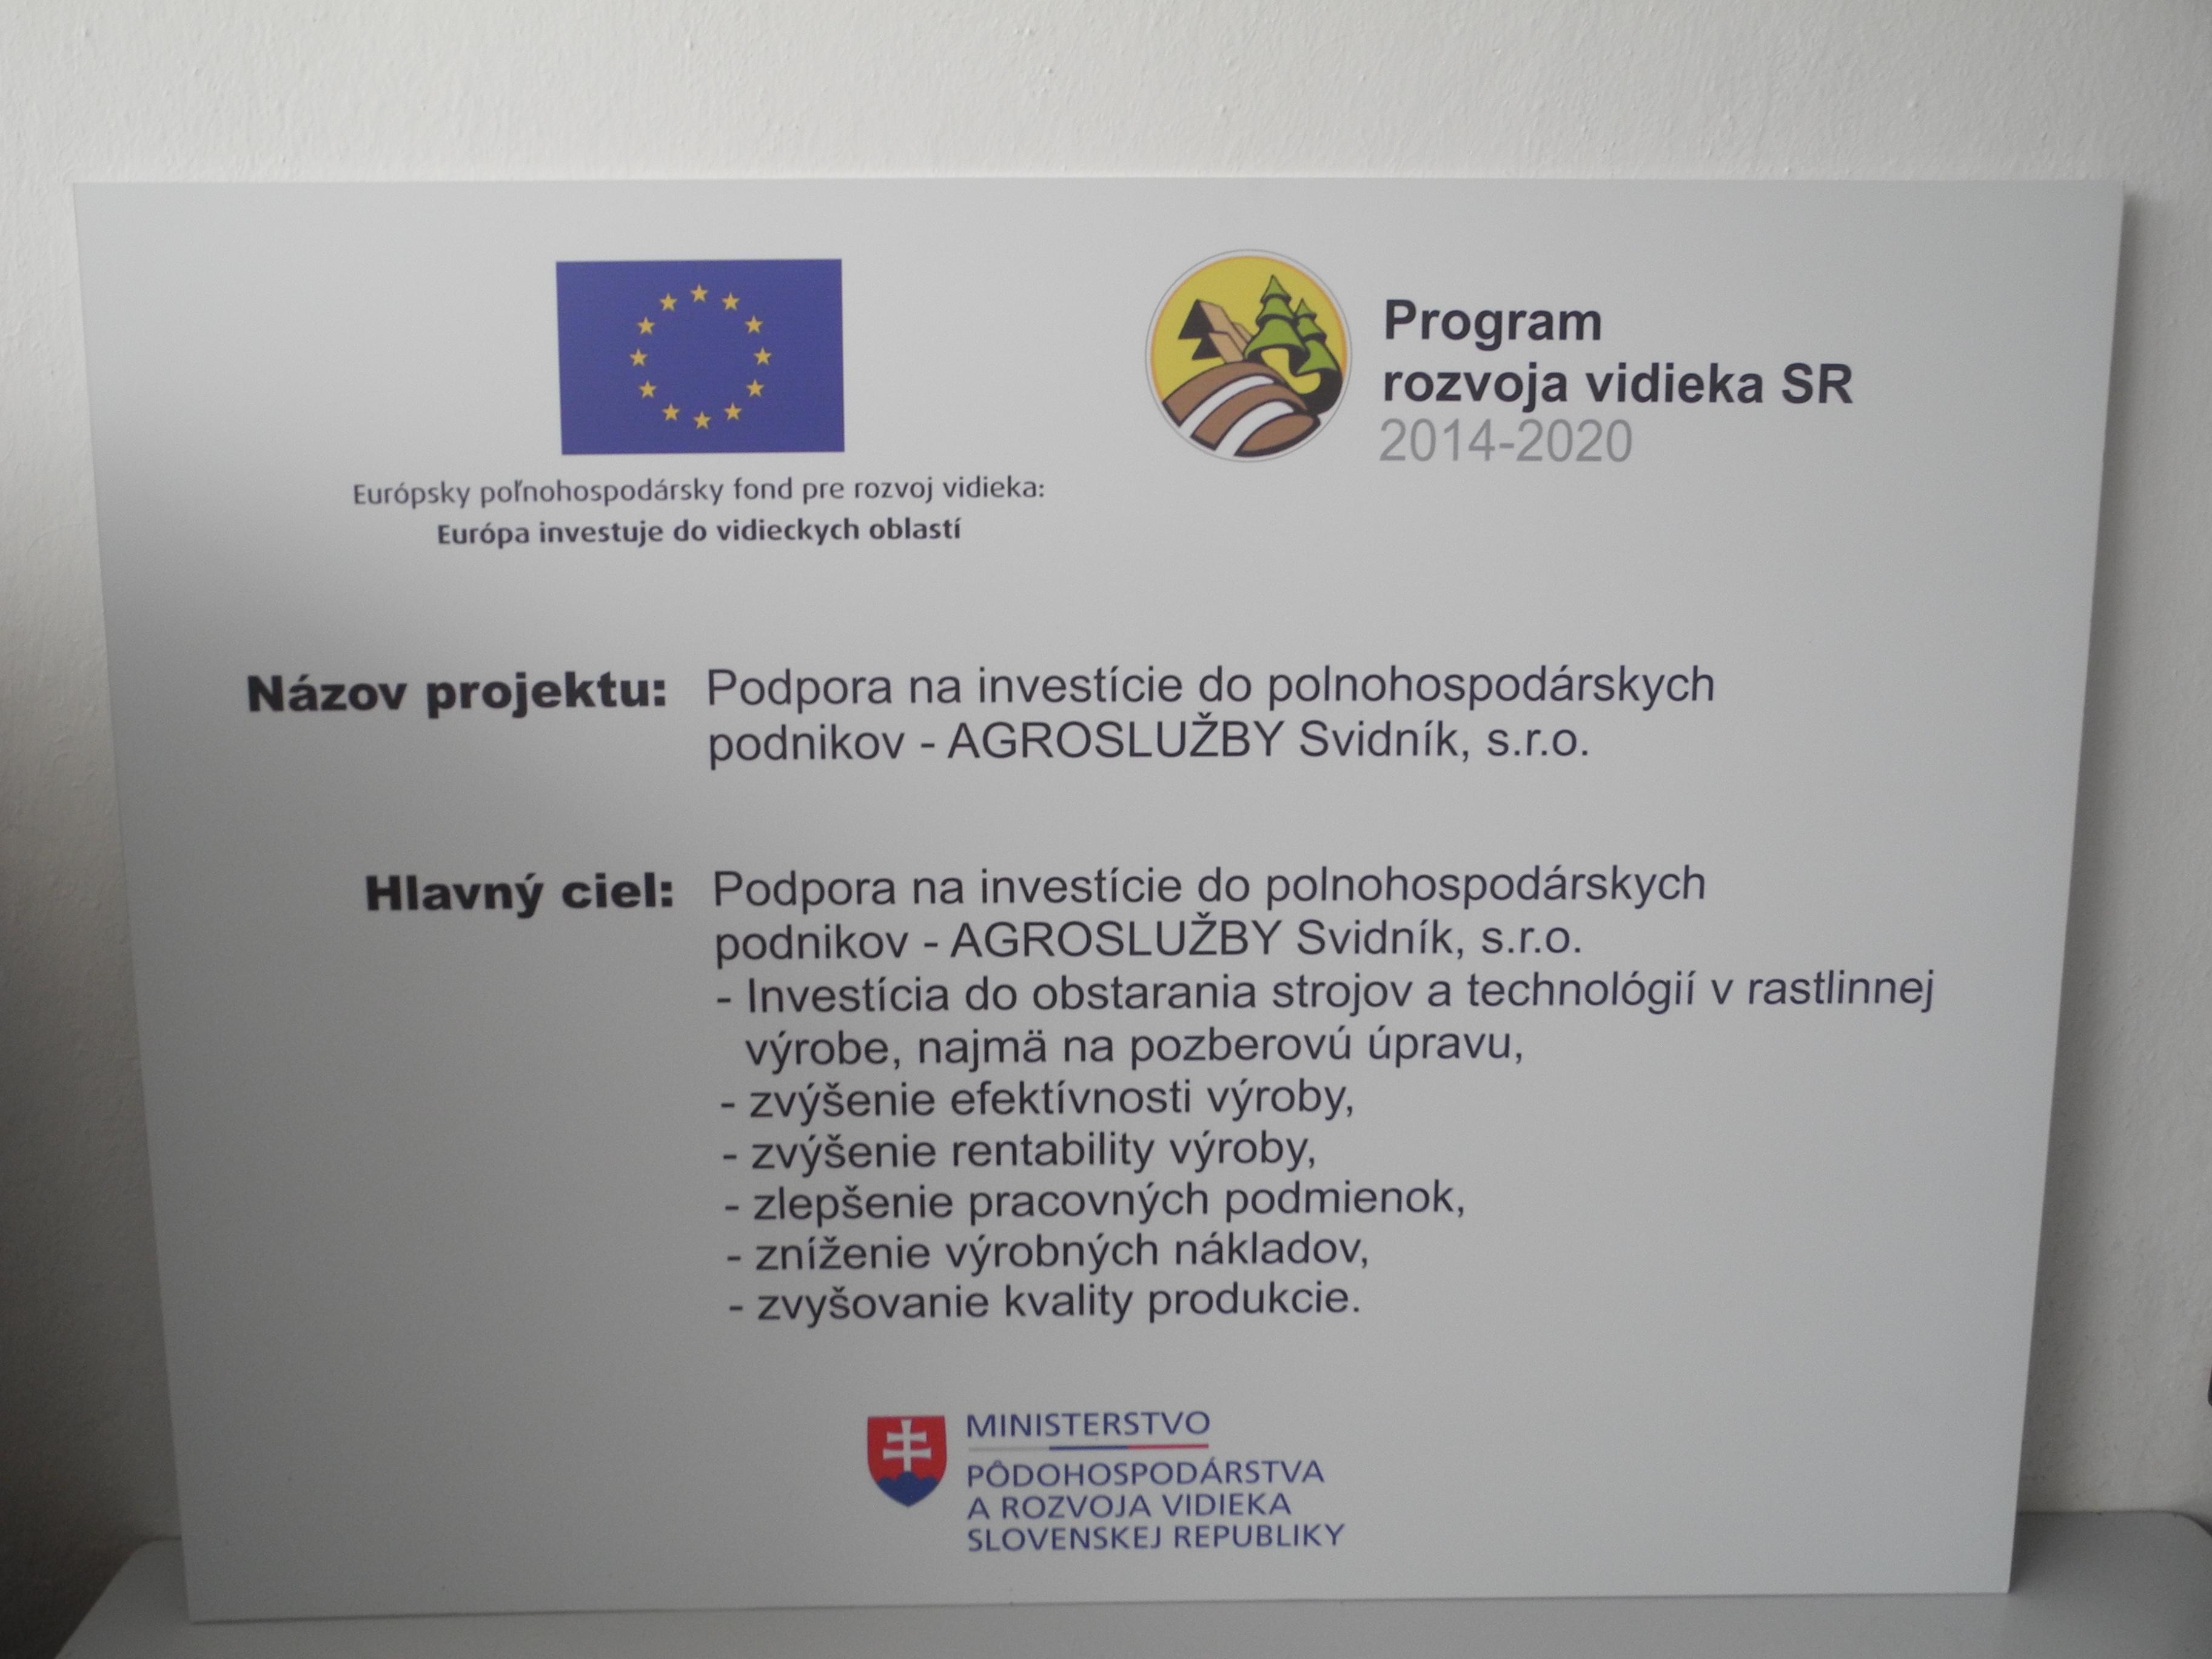 Európsky poľnohospodársky fond pre rozvoj vidieka:
Európa investuje do vidieckych oblastí
Program
rozvoja vidieka SR
2014-2020
Názov projektu: Podpora na investície do polnohospodárskych
podnikov - AGROSLUŽBY Svidník, s.r.o.
Hlavný ciel: Podpora na investície do polnohospodárskych
podnikov - AGROSLUŽBY Svidník, s.r.o.
- Investícia do obstarania strojov a technológií v rastlinnej
výrobe, najmä na pozberovú úpravu,
- zvýšenie efektívnosti výroby,
- zvýšenie rentability výroby,
- zlepšenie pracovných podmienok,
- zníženie výrobných nákladov,
- zvyšovanie kvality produkcie.
MINISTERSTVO
PÔDOHOSPODÁRSTVA
A ROZVOJA VIDIEKA
SLOVENSKEJ REPUBLIKY